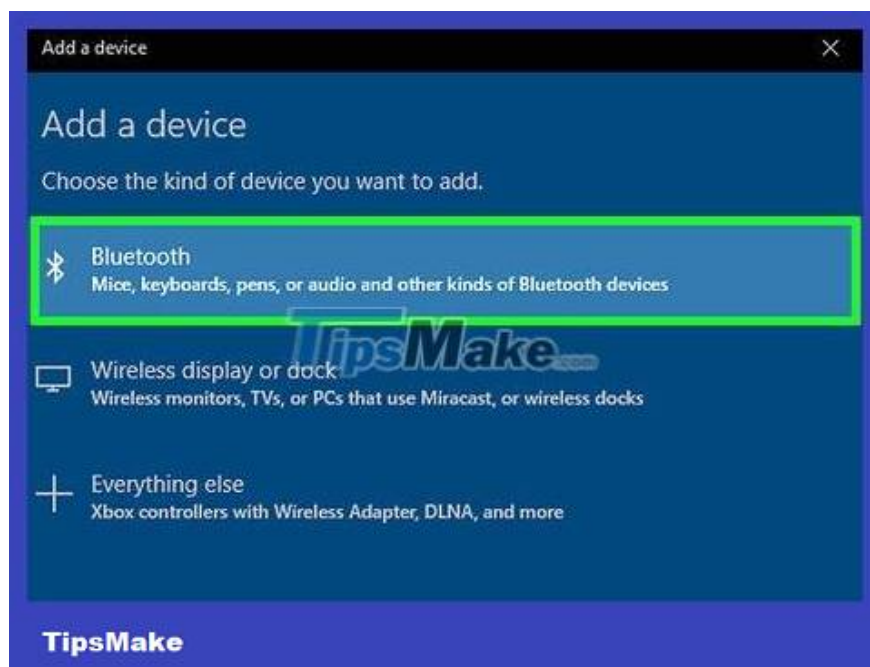 Add a device
Add a device
Choose the kind of device you want to add.
Bluetooth
Mice, keyboards, pens, or audio and other kinds of Bluetooth devices
TipsMake.com
Wireless display or dock
Wireless monitors, TVs, or PCs that use Miracast, or wireless docks
Everything else
Xbox controllers with Wireless Adapter, DLNA, and more
TipsMake